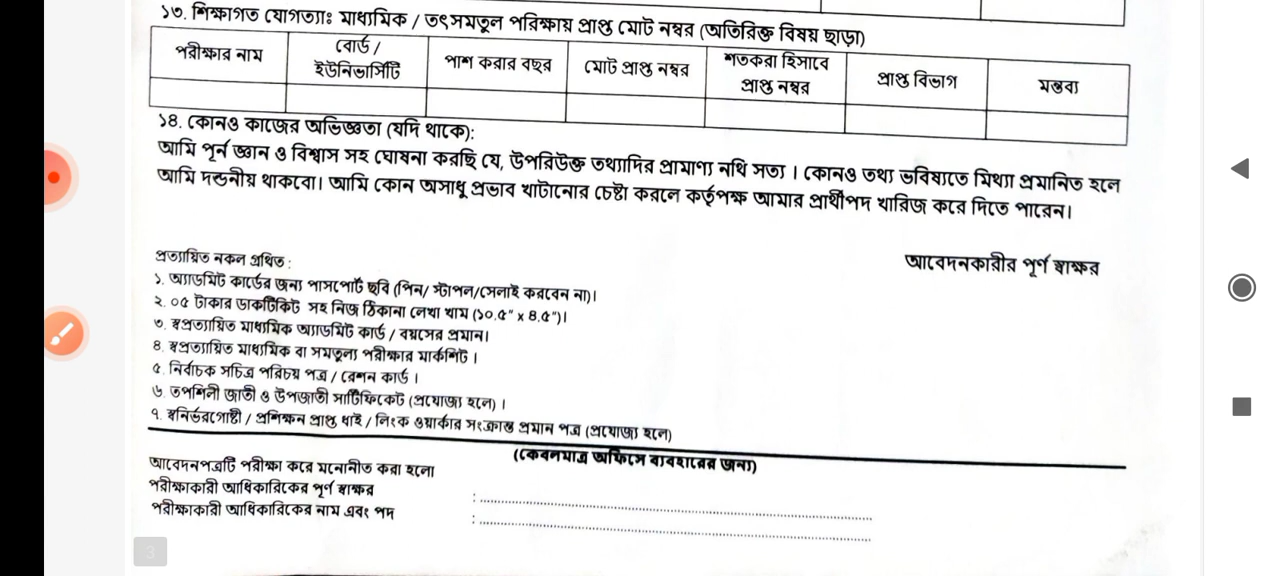 ১৩. শিক্ষাগত যোগত্যাঃ মাধ্যমিক / তৎসমতুল পরিক্ষায় প্রাপ্ত মোট নম্বর (অতিরিক্ত বিষয় ছাড়া)
পরীক্ষার নাম	বোর্ড / ইউনিভার্সিটি	পাশ করার বছর	মোট প্রাপ্ত নম্বর	শতকরা হিসাবে প্রাপ্ত নম্বর	প্রাপ্ত বিভাগ	মন্তব্য
১৪. কোনও কাজের অভিজ্ঞতা (যদি থাকে):
আমি পূর্ন জ্ঞান ও বিশ্বাস সহ ঘোষনা করছি যে, উপরিউক্ত তথ্যাদির প্রামাণ্য নথি সত্য । কোনও তথ্য ভবিষ্যতে মিথ্যা প্রমানিত হলে
আমি দন্ডনীয় থাকবো। আমি কোন অসাধু প্রভাব খাটানোর চেষ্টা করলে কর্তৃপক্ষ আমার প্রার্থীপদ খারিজ করে দিতে পারেন।
আবেদনকারীর পূর্ণ স্বাক্ষর
প্রত্যায়িত নকল গ্রথিত :
১. অ্যাডমিট কার্ডের জন্য পাসপোর্ট ছবি (পিন/ স্টাপল/সেলাই করবেন না)।
২. ০৫ টাকার ডাকটিকিট সহ নিজ ঠিকানা লেখা খাম (১০.৫" x ৪.৫")।
৩. স্বপ্রত্যায়িত মাধ্যমিক অ্যাডমিট কার্ড / বয়সের প্রমান।
৪. স্বপ্রত্যায়িত মাধ্যমিক বা সমতুল্য পরীক্ষার মার্কশিট ।
৫. নির্বাচক সচিত্র পরিচয় পত্র / রেশন কার্ড ।
৬. তপশিলী জাতী ও উপজাতী সার্টিফিকেট (প্রযোজ্য হলে) ।
৭. স্বনির্ভরগোষ্ঠী / প্রশিক্ষন প্রাপ্ত ধাই / লিংক ওয়ার্কার সংক্রান্ত প্রমান পত্র (প্রযোজ্য হলে)
(কেবলমাত্র অফিসে ব্যবহারের জন্য)
আবেদনপত্রটি পরীক্ষা করে মনোনীত করা হলো
পরীক্ষাকারী আধিকারিকের পূর্ণ স্বাক্ষর : ............................................................
পরীক্ষাকারী আধিকারিকের নাম এবং পদ : ............................................................
3